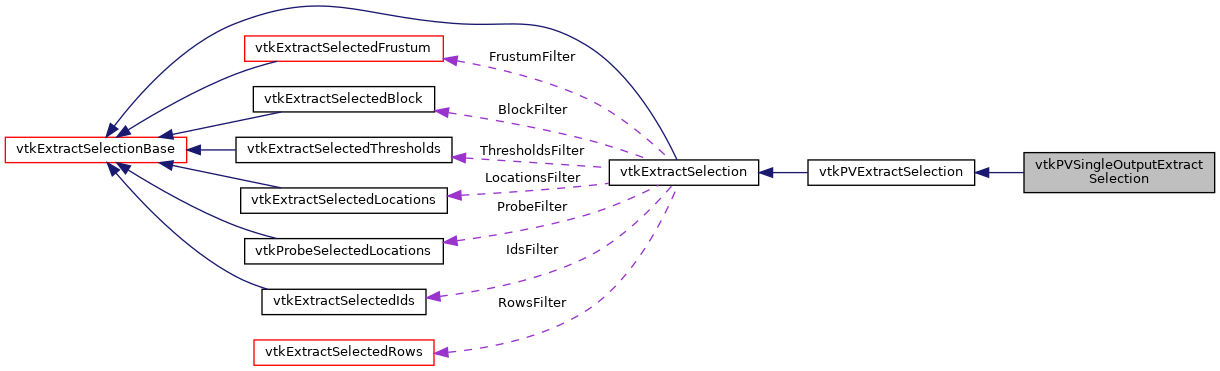 vtkExtractSelectedFrustum
FrustumFilter
vtkExtractSelectedBlock
BlockFilter
vtkExtractSelectionBase
vtkExtractSelectedThresholds
ThresholdsFilter
vtkExtractSelection
vtkPVExtractSelection
vtkPVSingleOutputExtract
Selection
LocationsFilter
vtkExtractSelectedLocations
ProbeFilter
vtkProbeSelectedLocations
IdsFilter
vtkExtractSelectedIds
RowsFilter
vtkExtractSelectedRows